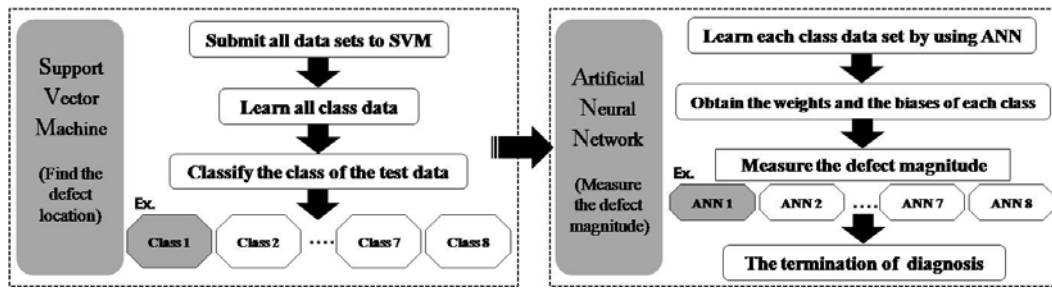 Support
Vector
Machine
(Find the
defect
location)
Submit all data sets to SVM
Learn all class data
Classify the class of the test data
Ex.
Class 1
Class 2
....
Class 7
Class 8
Artificial
Neural
Network
(Measure
the defect
magnitude)
Learn each class data set by using ANN
Obtain the weights and the biases of each class
Measure the defect magnitude
Ex.
ANN 1
ANN 2
....
ANN 7
ANN 8
The termination of diagnosis